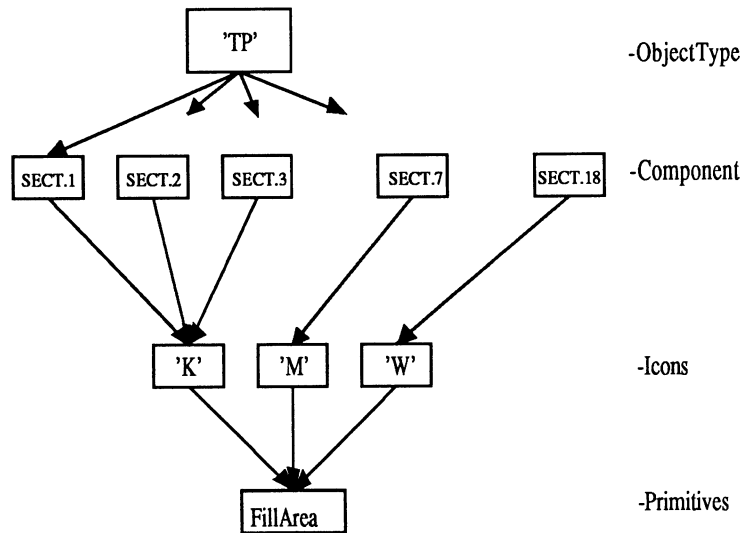 'TP'
-ObjectType
SECT.1
SECT.2
SECT.3
SECT.7
SECT.18
-Component
'K'
'M'
'W'
-Icons
FillArea
-Primitives